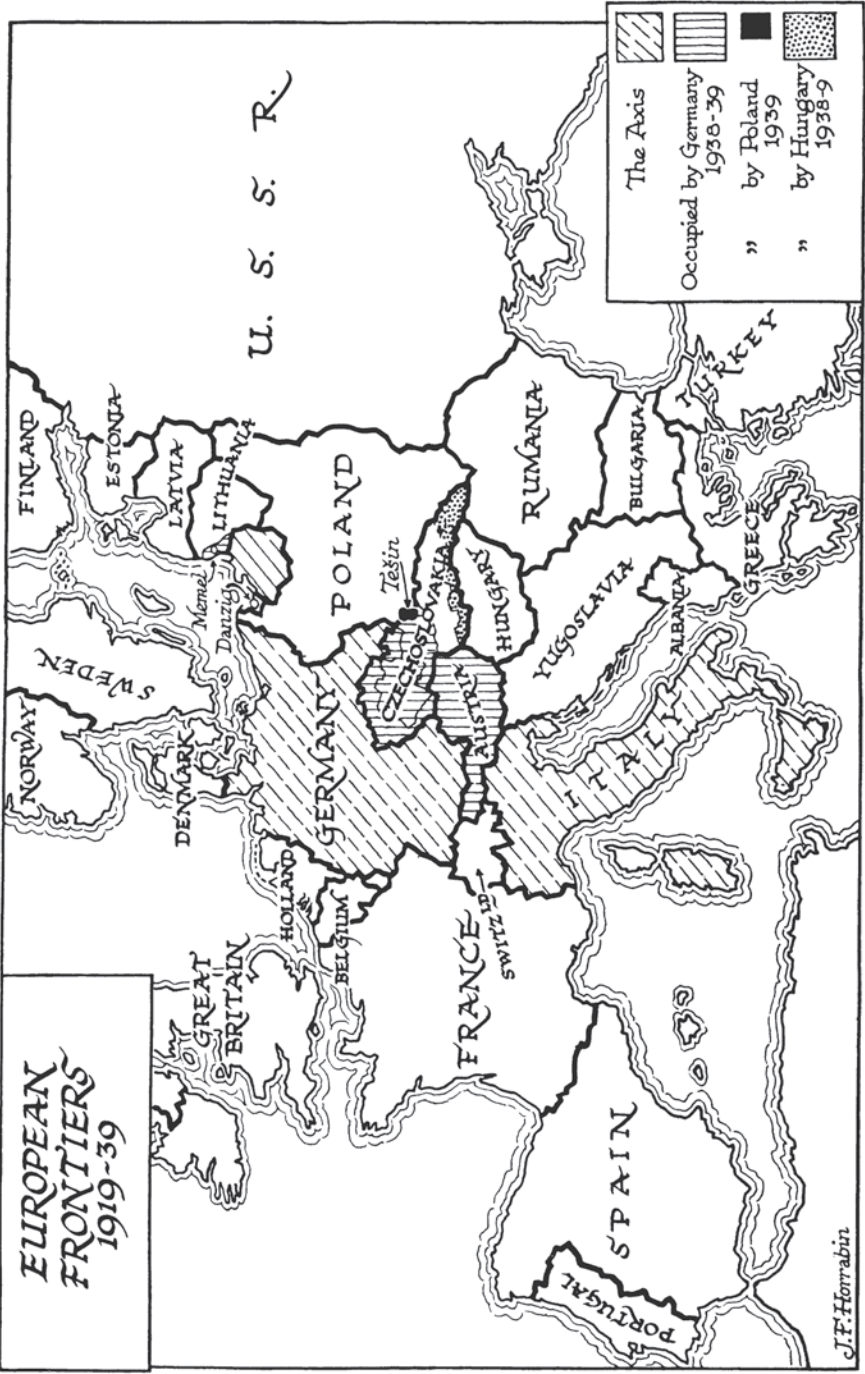 EUROPEAN
FRONTIERS
1919-39
NORWAY
SWEDEN
FINLAND
ESTONIA
LATVIA
LITHUANIA
Memel
Danzig
DENMARK
GREAT
BRITAIN
HOLLAND
BELGIUM
GERMANY
POLAND
U. S. S. R.
Tešin
CZECHOSLOVAKIA
AUSTRIA
HUNGARY
RUMANIA
FRANCE
SWITZLD
ITALY
YUGOSLAVIA
BULGARIA
ALBANIA
GREECE
TURKEY
SPAIN
PORTUGAL
The Axis
Occupied by Germany
1938-39
" by Poland
1939
" by Hungary
1938-9
J.F.Horrabin